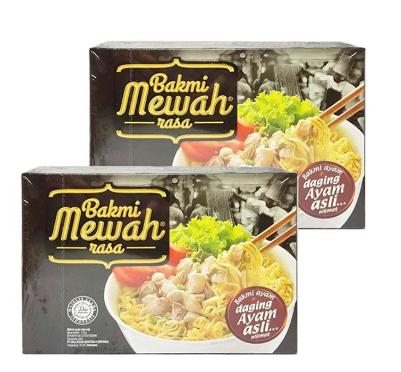 Bakmi
Mewah
rasa
Bakmi ayam
daging
Ayam
asli...
nikmat
Bakmi
Mewah
rasa
Bakmi ayam
daging
Ayam
asli...
nikmat